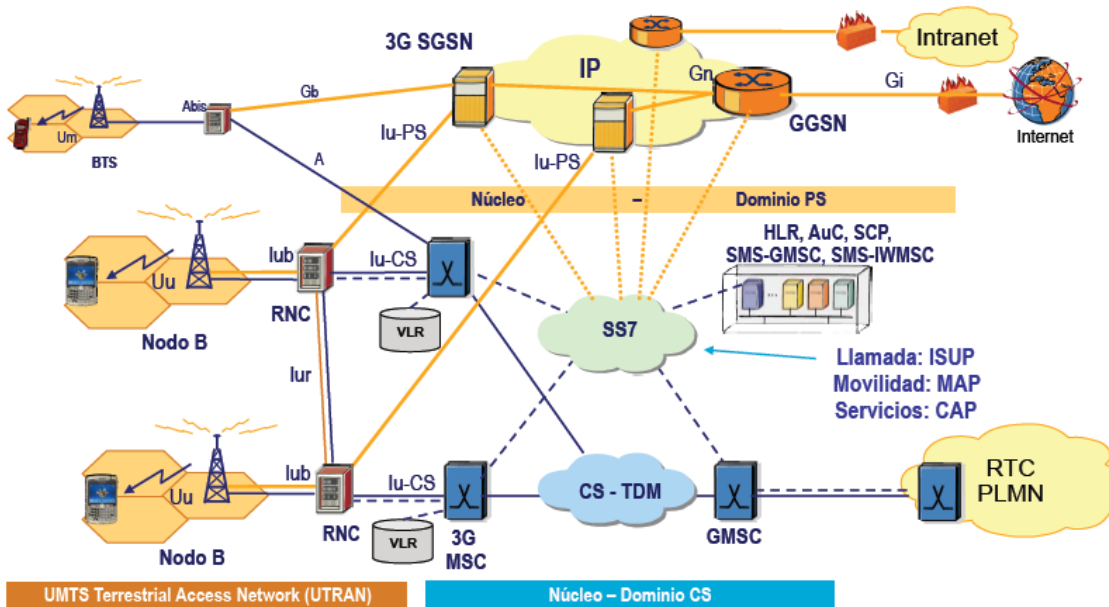 3G SGSN
IP
Intranet
Gn
Gi
Gb
Abis
Um
BTS
Iu-PS
Iu-PS
GGSN
Internet
A
Núcleo – Dominio PS
HLR, AuC, SCP,
SMS-GMSC, SMS-IWMSC
Iub
Iu-CS
Uu
RNC
VLR
SS7
Nodo B
Llamada: ISUP
Movilidad: MAP
Servicios: CAP
Iur
Iub
Iu-CS
Uu
CS - TDM
RTC
PLMN
RNC
VLR
3G
MSC
GMSC
Nodo B
UMTS Terrestrial Access Network (UTRAN)
Núcleo – Dominio CS